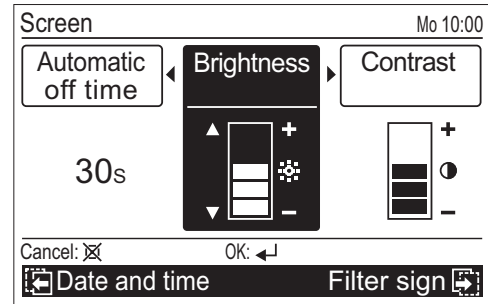 Screen Mo 10:00
Automatic off time Brightness Contrast
+ +
30s
– –
Cancel: OK:
Date and time Filter sign